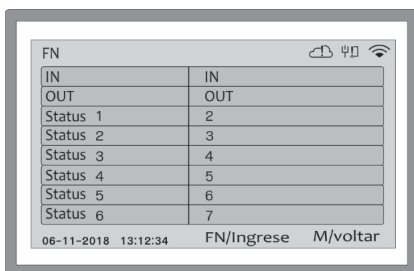 FN
IN IN
OUT OUT
Status 1 2
Status 2 3
Status 3 4
Status 4 5
Status 5 6
Status 6 7
06-11-2018 13:12:34 FN/Ingrese M/voltar